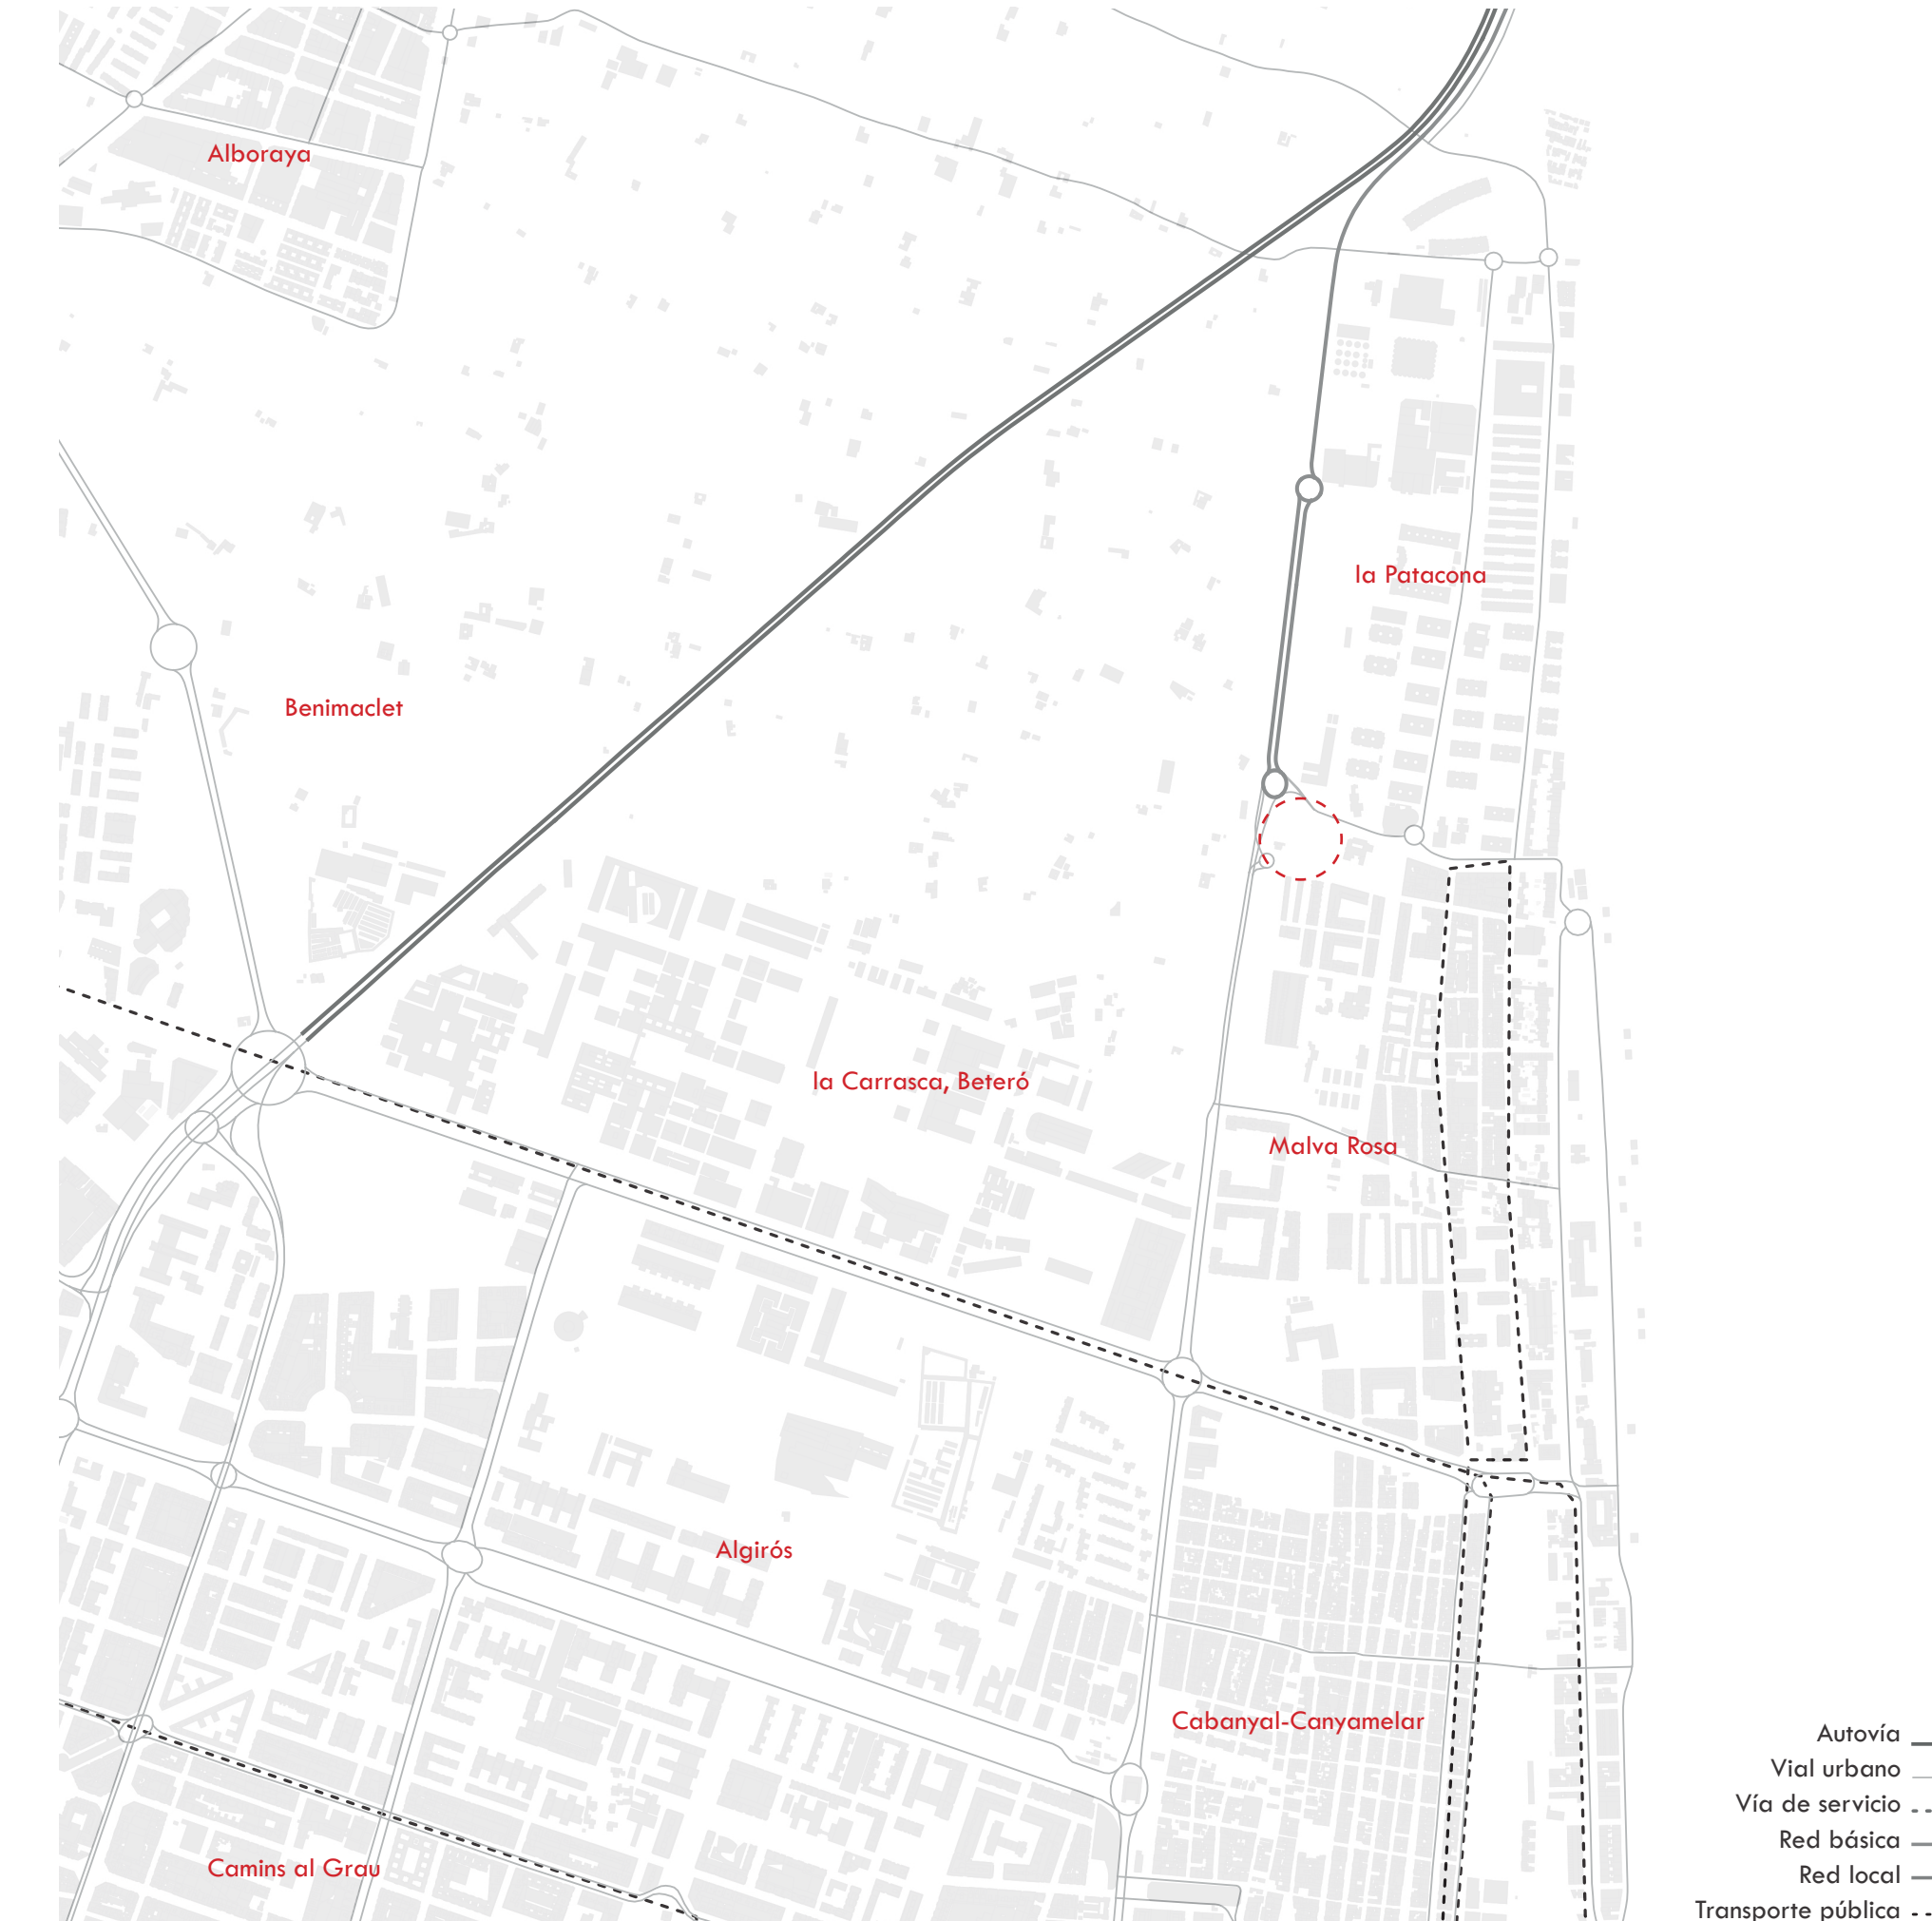 Alboraya
la Patacona
Benimaclet
la Carrasca, Beteró
Malva Rosa
Algirós
Cabanyal-Canyamelar
Camins al Grau
Autovía
Vial urbano
Vía de servicio
Red básica
Red local
Transporte pública